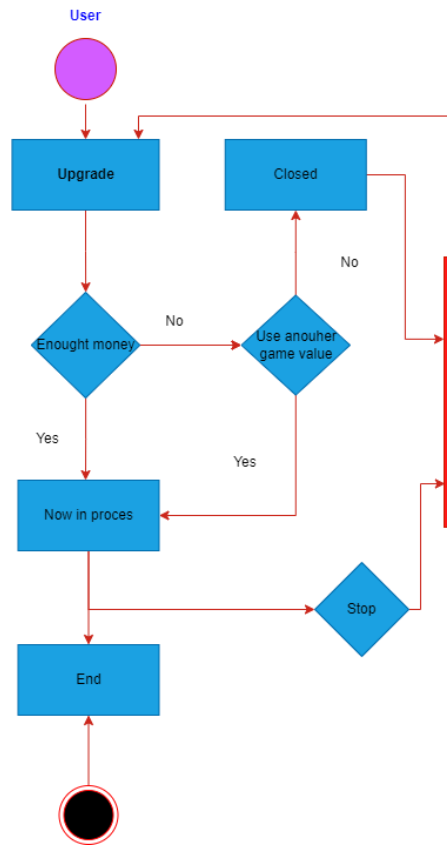 User
Upgrade
Closed
No
No
Enought money
Use anouher
game value
Yes
Yes
Now in proces
Stop
End